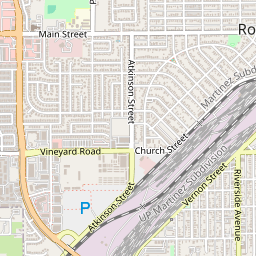 Ro
Main Street
Atkinson Street
Martinez Subd
Vineyard Road
Church Street
Up Martinez Subdivision
Vernon Street
Riverside Avenue
Atkinson Street
P